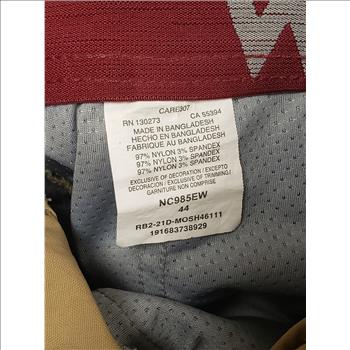 W
CARE307
RN 130273 CA 55394
MADE IN BANGLADESH
HECHO EN BANGLADESH
FABRIQUE AU BANGLADESH
97% NYLON 3% SPANDEX
97% NYLON 3% SPANDEX
97% NYLON 3% SPANDEX
EXCLUSIVE OF DECORATION / EXCEPTO
DECORACION / EXCLUSIVE OF TRIMMING/
GARNITURE NON COMPRISE
NC985EW
44
RB2-21D-MOSH46111
191683738929